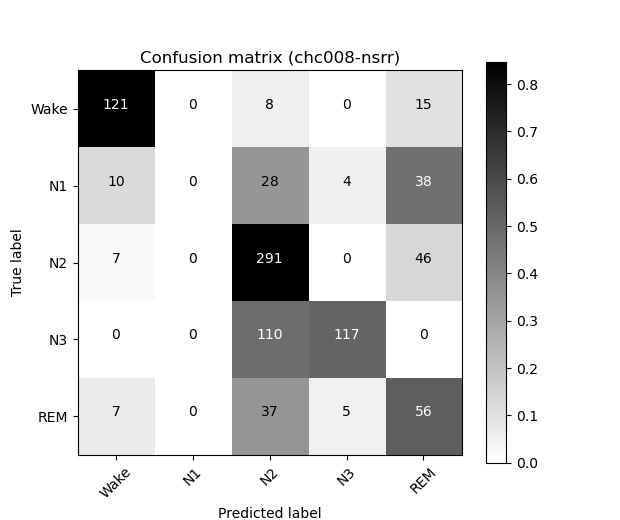 Confusion matrix (chc008-nsrr)
Wake 121 0 8 0 15
N1 10 0 28 4 38
N2 7 0 291 0 46
N3 0 0 110 117 0
REM 7 0 37 5 56
Wake N1 N2 N3 REM
True label
Predicted label
0.8
0.7
0.6
0.5
0.4
0.3
0.2
0.1
0.0